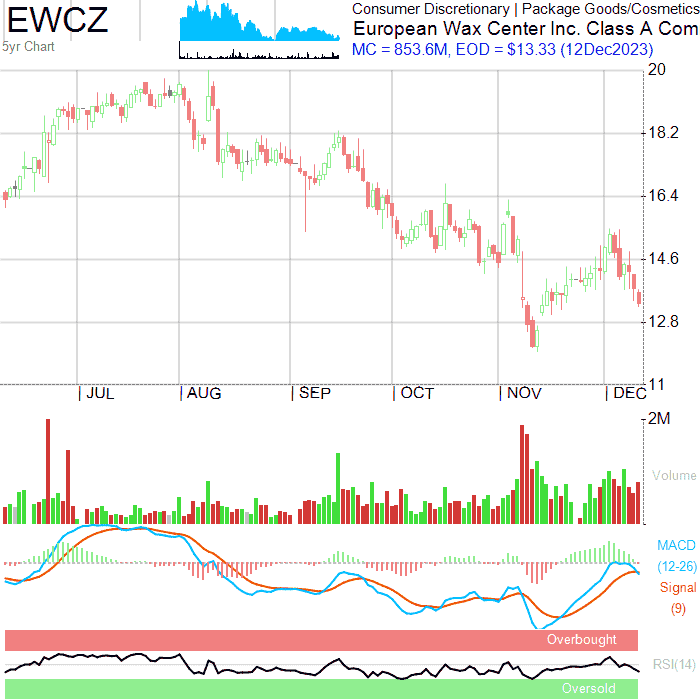 EWCZ
5yr Chart
Consumer Discretionary | Package Goods/Cosmetics
European Wax Center Inc. Class A Com
MC = 853.6M, EOD = $13.33 (12Dec2023)
20
18.2
16.4
14.6
12.8
11
| JUL | AUG | SEP | OCT | NOV | DEC
2M
Volume
MACD
(12-26)
Signal
(9)
Overbought
RSI(14)
Oversold